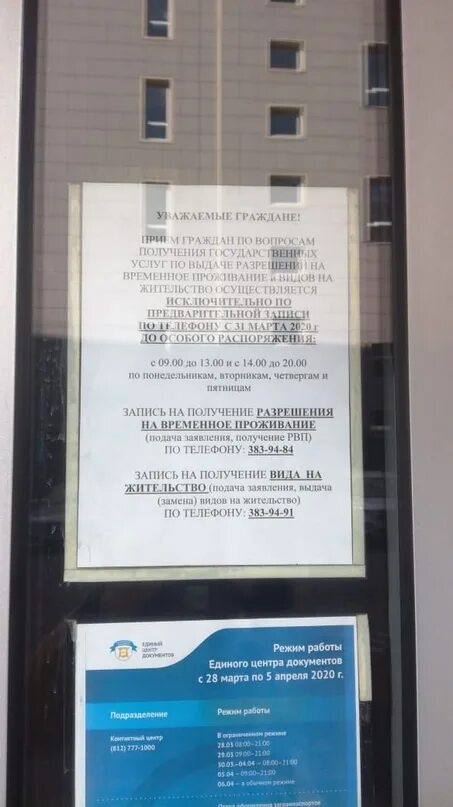 УВАЖАЕМЫЕ ГРАЖДАНЕ!
ПРИЕМ ГРАЖДАН ПО ВОПРОСАМ
ПОЛУЧЕНИЯ ГОСУДАРСТВЕННЫХ
УСЛУГ ПО ВЫДАЧЕ РАЗРЕШЕНИЙ НА
ВРЕМЕННОЕ ПРОЖИВАНИЕ и ВИДОВ НА
ЖИТЕЛЬСТВО ОСУЩЕСТВЛЯЕТСЯ
ИСКЛЮЧИТЕЛЬНО ПО
ПРЕДВАРИТЕЛЬНОЙ ЗАПИСИ
ПО ТЕЛЕФОНУ С 31 МАРТА 2020 г
ДО ОСОБОГО РАСПОРЯЖЕНИЯ:
с 09.00 до 13.00 и с 14.00 до 20.00
по понедельникам, вторникам, четвергам и
пятницам
ЗАПИСЬ НА ПОЛУЧЕНИЕ РАЗРЕШЕНИЯ
НА ВРЕМЕННОЕ ПРОЖИВАНИЕ
(подача заявления, получение РВП)
ПО ТЕЛЕФОНУ: 383-94-84
ЗАПИСЬ НА ПОЛУЧЕНИЕ ВИДА НА
ЖИТЕЛЬСТВО (подача заявления, выдача
(замена) видов на жительство)
ПО ТЕЛЕФОНУ: 383-94-91
ЕДИНЫЙ
ЦЕНТР
ДОКУМЕНТОВ
Режим работы
Единого центра документов
с 28 марта по 5 апреля 2020 г.
Подразделение Режим работы
Контактный центр
(812) 777-1000
В ограниченном режиме
28.03 08:00–21:00
29.03 09:00–21:00
30.03.–04.04 – 08:00–21:00
05.04 – 09:00–21:00
06.04 – в обычном режиме